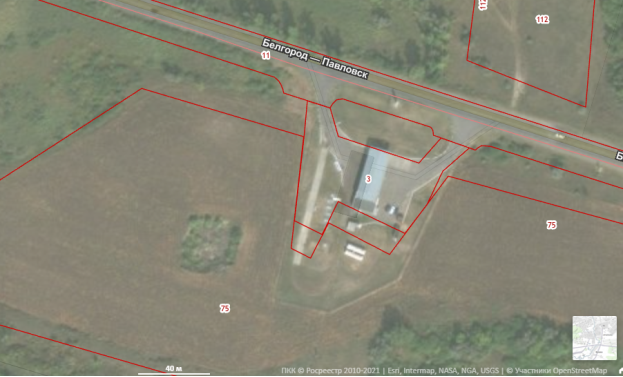 112
112
Белгород — Павловск
11
Б
3
75
75
40 м
ПКК © Росреестр 2010-2021 | Esri, Intermap, NASA, NGA, USGS | © Участники OpenStreetMap